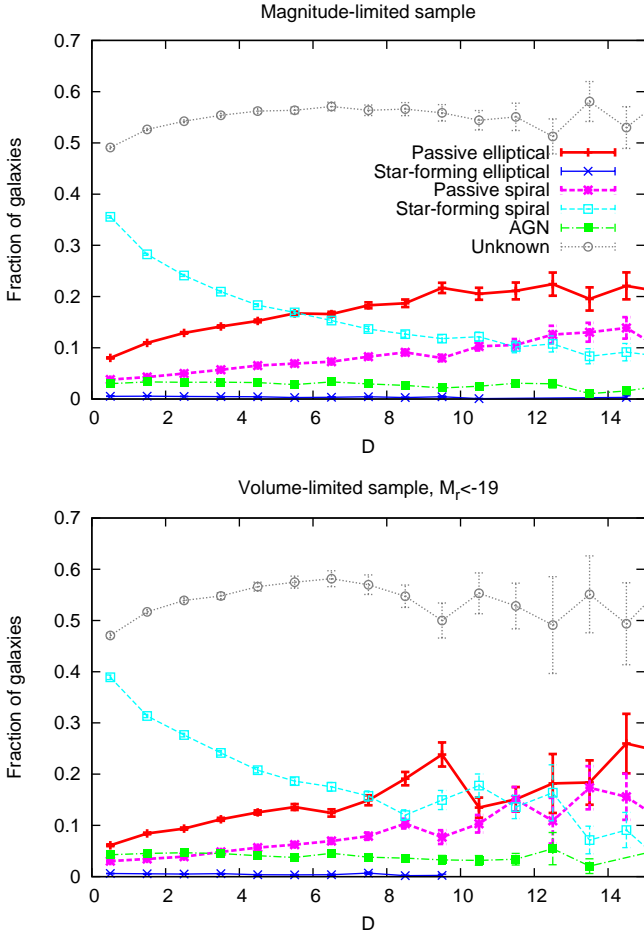 Magnitude-limited sample
0.7
0.6
0.5
0.4
0.3
0.2
0.1
0
Fraction of galaxies
Passive elliptical
Star-forming elliptical
Passive spiral
Star-forming spiral
AGN
Unknown
0 2 4 6 8 10 12 14
D
Volume-limited sample, M_r<-19
0.7
0.6
0.5
0.4
0.3
0.2
0.1
0
Fraction of galaxies
0 2 4 6 8 10 12 14
D